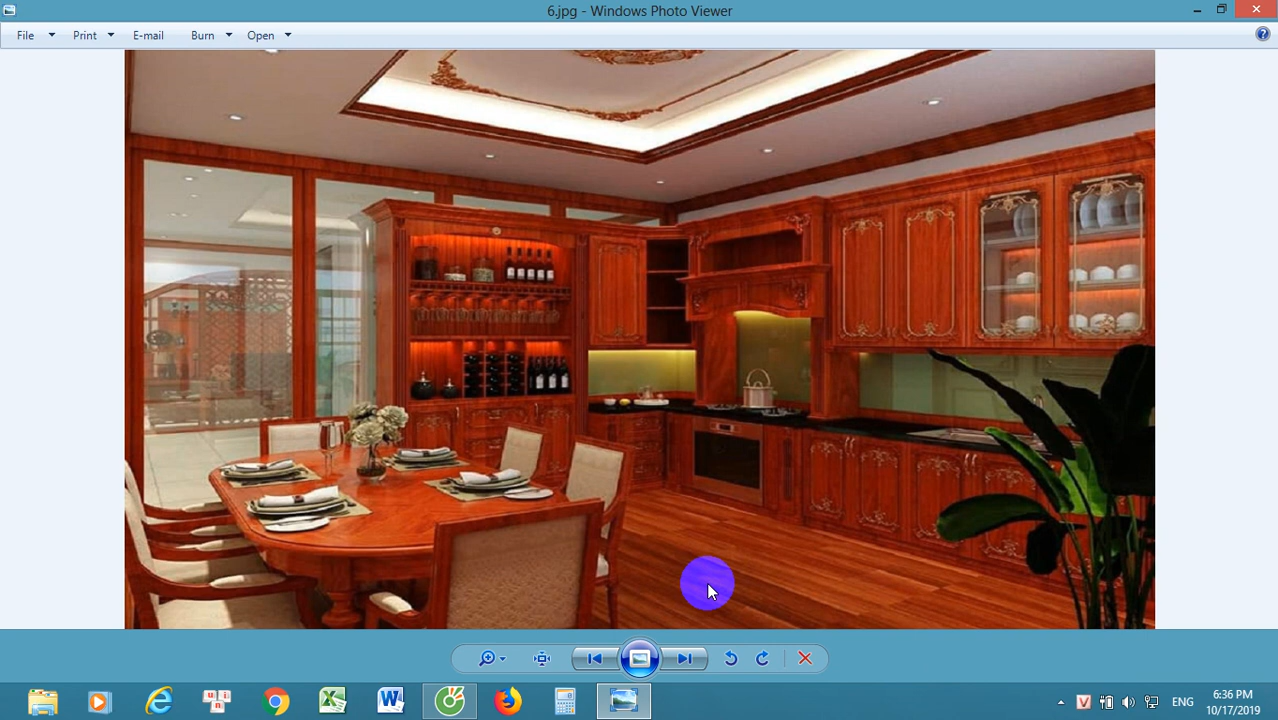 6.jpg - Windows Photo Viewer
File Print E-mail Burn Open
ENG
6:36 PM
10/17/2019